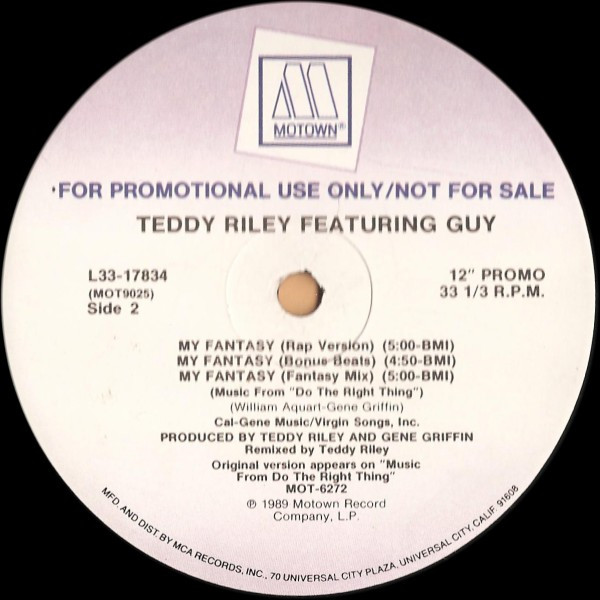 MOTOWN®
·FOR PROMOTIONAL USE ONLY/NOT FOR SALE
TEDDY RILEY FEATURING GUY
L33-17834
(MOT9025)
Side 2
12" PROMO
33 1/3 R.P.M.
MY FANTASY (Rap Version) (5:00-BMI)
MY FANTASY (Bonus Beats) (4:50-BMI)
MY FANTASY (Fantasy Mix) (5:00-BMI)
(Music From "Do The Right Thing")
(William Aquart-Gene Griffin)
Cal-Gene Music/Virgin Songs, Inc.
PRODUCED BY TEDDY RILEY AND GENE GRIFFIN
Remixed by Teddy Riley
Original version appears on "Music
From Do The Right Thing"
MOT-6272
℗ 1989 Motown Record
Company, L.P.
MFD. AND DIST. BY MCA RECORDS, INC., 70 UNIVERSAL CITY PLAZA, UNIVERSAL CITY, CALIF. 91608